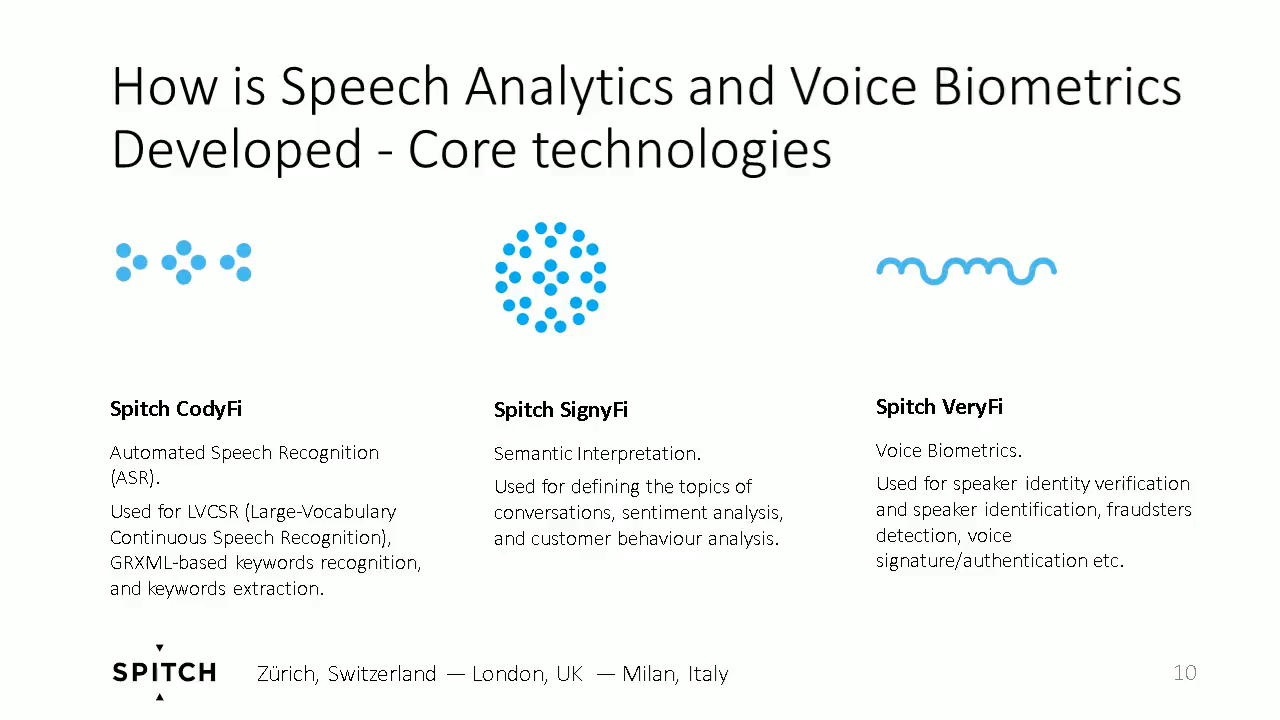 How is Speech Analytics and Voice Biometrics
Developed - Core technologies
Spitch CodyFi
Automated Speech Recognition
(ASR).
Used for LVCSR (Large-Vocabulary
Continuous Speech Recognition),
GRXML-based keywords recognition,
and keywords extraction.
Spitch SignyFi
Semantic Interpretation.
Used for defining the topics of
conversations, sentiment analysis,
and customer behaviour analysis.
Spitch VeryFi
Voice Biometrics.
Used for speaker identity verification
and speaker identification, fraudsters
detection, voice
signature/authentication etc.
SPITCH
Zürich, Switzerland — London, UK — Milan, Italy
10